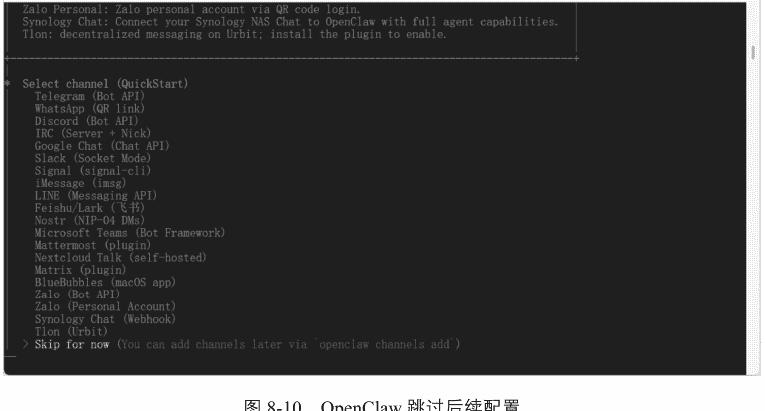 Zalo Personal: Zalo personal account via QR code login.
Synology Chat: Connect your Synology NAS Chat to OpenClaw with full agent capabilities.
Tlon: decentralized messaging on Urbit; install the plugin to enable.
* Select channel (QuickStart)
Telegram (Bot API)
WhatsApp (QR link)
Discord (Bot API)
IRC (Server + Nick)
Google Chat (Chat API)
Slack (Socket Mode)
Signal (signal-cli)
iMessage (imsg)
LINE (Messaging API)
Feishu/Lark (飞书)
Nostr (NIP-04 DMs)
Microsoft Teams (Bot Framework)
Mattermost (plugin)
Nextcloud Talk (self-hosted)
Matrix (plugin)
BlueBubbles (macOS app)
Zalo (Bot API)
Zalo (Personal Account)
Synology Chat (Webhook)
Tlon (Urbit)
> Skip for now (You can add channels later via `openclaw channels add`)
图 8-10 OpenClaw 跳过后续配置